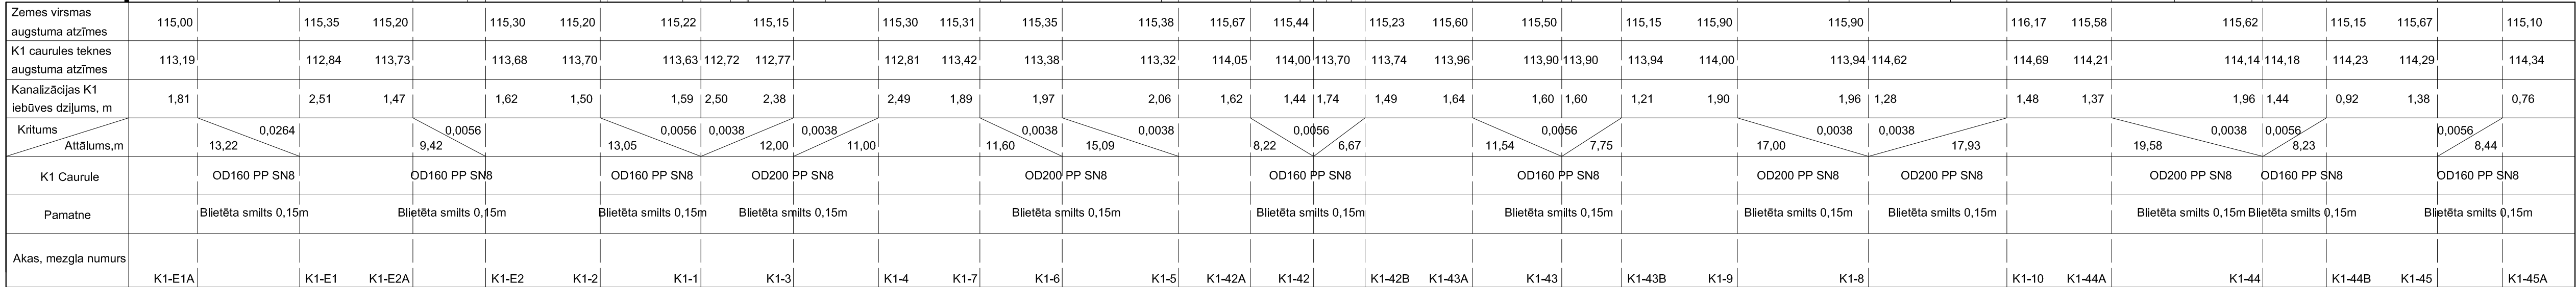 Zemes virsmas
augstuma atzīmes
115,00 115,35 115,20 115,30 115,20 115,22 115,15 115,30 115,31 115,35 115,38 115,67 115,44 115,23 115,60 115,50 115,15 115,90 115,90 116,17 115,58 115,62 115,15 115,67 115,10
K1 caurules teknes
augstuma atzīmes
113,19 112,84 113,73 113,68 113,70 113,63 112,72 112,77 112,81 113,42 113,38 113,32 114,05 114,00 113,70 113,74 113,96 113,90 113,90 113,94 114,00 113,94 114,62 114,69 114,21 114,14 114,18 114,23 114,29 114,34
Kanalizācijas K1
iebūves dziļums, m
1,81 2,51 1,47 1,62 1,50 1,59 2,50 2,38 2,49 1,89 1,97 2,06 1,62 1,44 1,74 1,49 1,64 1,60 1,60 1,21 1,90 1,96 1,28 1,48 1,37 1,96 1,44 0,92 1,38 0,76
Kritums
0,0264 0,0056 0,0056 0,0038 0,0038 0,0038 0,0038 0,0056 0,0056 0,0038 0,0038 0,0038 0,0056 0,0056
Attālums,m
13,22 9,42 13,05 12,00 11,00 11,60 15,09 8,22 6,67 11,54 7,75 17,00 17,93 19,58 8,23 8,44
K1 Caurule
OD160 PP SN8 OD160 PP SN8 OD160 PP SN8 OD200 PP SN8 OD200 PP SN8 OD160 PP SN8 OD160 PP SN8 OD200 PP SN8 OD200 PP SN8 OD200 PP SN8 OD160 PP SN8 OD160 PP SN8
Pamatne
Blietēta smilts 0,15m Blietēta smilts 0,15m Blietēta smilts 0,15m Blietēta smilts 0,15m Blietēta smilts 0,15m Blietēta smilts 0,15m Blietēta smilts 0,15m Blietēta smilts 0,15m Blietēta smilts 0,15m Blietēta smilts 0,15m Blietēta smilts 0,15m Blietēta smilts 0,15m
Akas, mezgla numurs
K1-E1A K1-E1 K1-E2A K1-E2 K1-2 K1-1 K1-3 K1-4 K1-7 K1-6 K1-5 K1-42A K1-42 K1-42B K1-43A K1-43 K1-43B K1-9 K1-8 K1-10 K1-44A K1-44 K1-44B K1-45 K1-45A